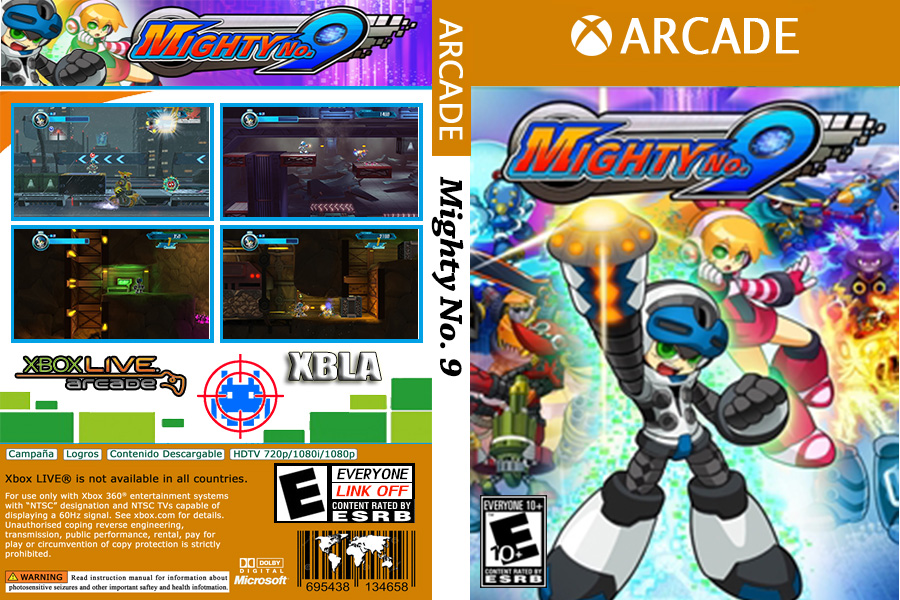 MIGHTY No. 9
XBOX LIVE
arcade
XBLA
Campaña
Logros
Contenido Descargable
HDTV 720p/1080i/1080p
Xbox LIVE® is not available in all countries.
For use only with Xbox 360® entertainment systems
with “NTSC” designation and NTSC TVs capable of
displaying a 60Hz signal. See xbox.com for details.
Unauthorised coping reverse engineering,
transmission, public performance, rental, pay for
play or circumvention of copy protection is strictly
prohibited.
WARNING Read instruction manual for information about
photosensitive seizures and other important saftey and health infotmation.
DOLBY
DIGITAL
Microsoft
E
EVERYONE
LINK OFF
CONTENT RATED BY
ESRB
695438 134658
ARCADE
Mighty No. 9
ARCADE
MIGHTY No. 9
EVERYONE 10+
E
10+
CONTENT RATED BY
ESRB